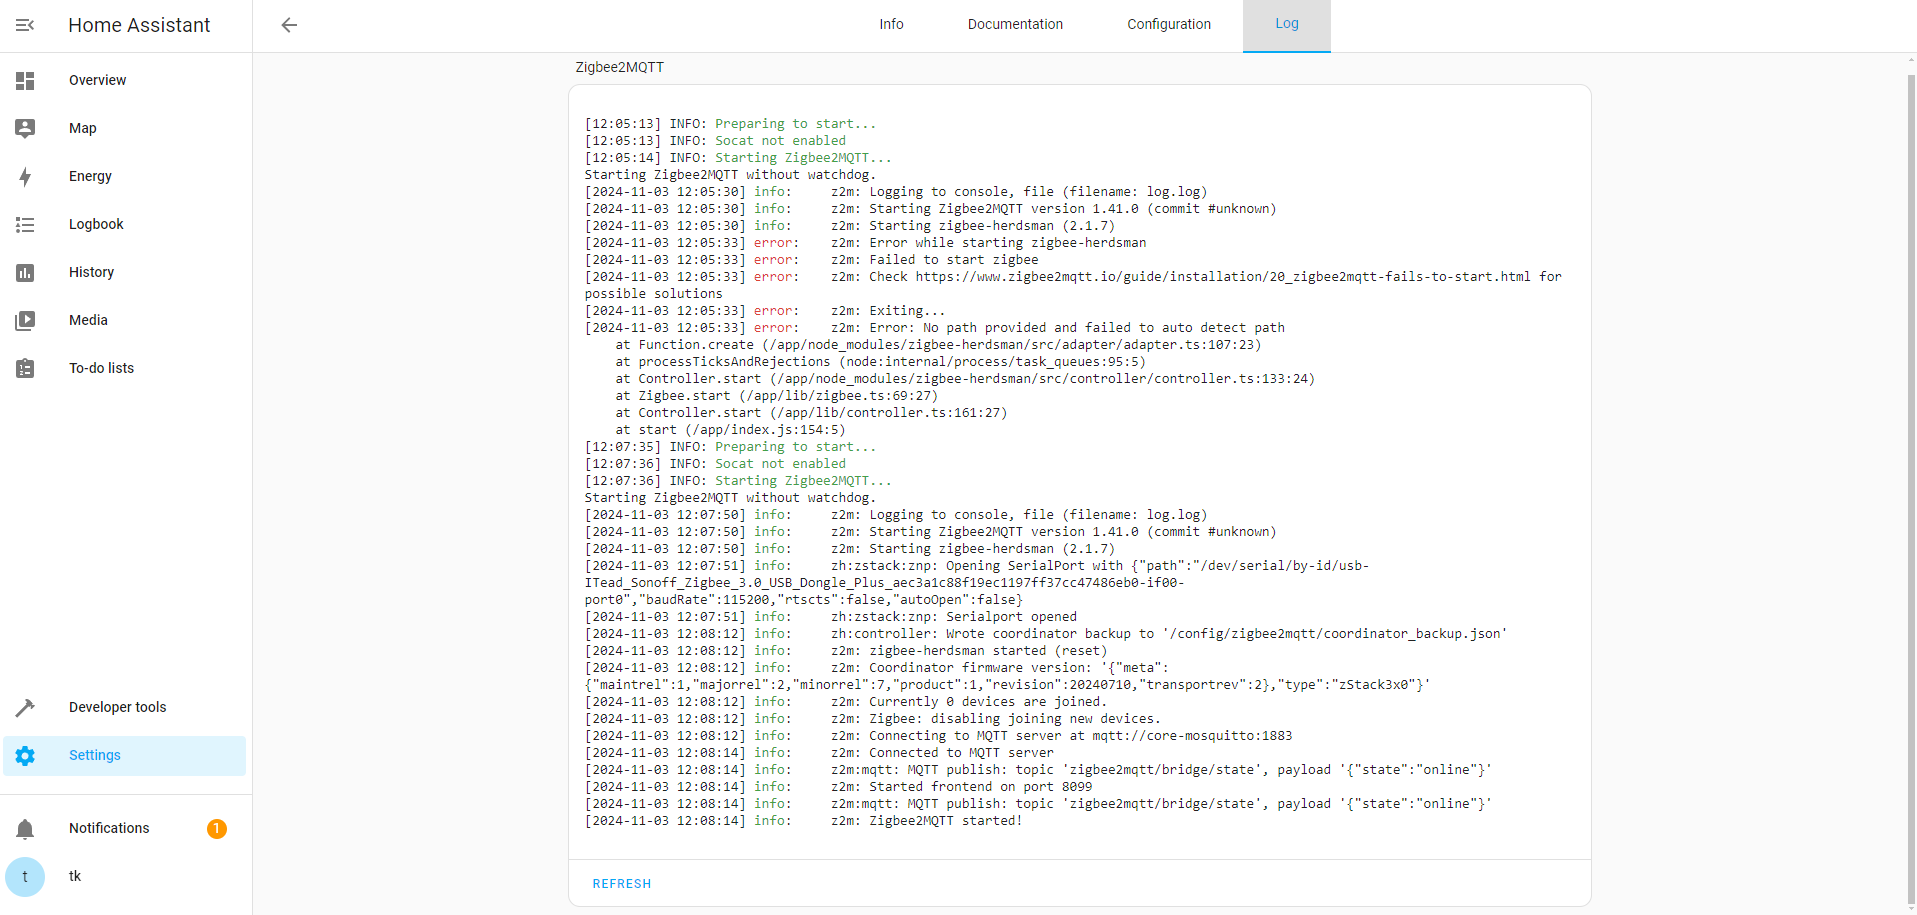 Home Assistant
Info
Documentation
Configuration
Log
Overview
Map
Energy
Logbook
History
Media
To-do lists
Developer tools
Settings
Notifications
1
t
tk
Zigbee2MQTT
[12:05:13] INFO: Preparing to start...
[12:05:13] INFO: Socat not enabled
[12:05:14] INFO: Starting Zigbee2MQTT...
Starting Zigbee2MQTT without watchdog.
[2024-11-03 12:05:30] info: z2m: Logging to console, file (filename: log.log)
[2024-11-03 12:05:30] info: z2m: Starting Zigbee2MQTT version 1.41.0 (commit #unknown)
[2024-11-03 12:05:30] info: z2m: Starting zigbee-herdsman (2.1.7)
[2024-11-03 12:05:33] error: z2m: Error while starting zigbee-herdsman
[2024-11-03 12:05:33] error: z2m: Failed to start zigbee
[2024-11-03 12:05:33] error: z2m: Check https://www.zigbee2mqtt.io/guide/installation/20_zigbee2mqtt-fails-to-start.html for
possible solutions
[2024-11-03 12:05:33] error: z2m: Exiting...
[2024-11-03 12:05:33] error: z2m: Error: No path provided and failed to auto detect path
at Function.create (/app/node_modules/zigbee-herdsman/src/adapter/adapter.ts:107:23)
at processTicksAndRejections (node:internal/process/task_queues:95:5)
at Controller.start (/app/node_modules/zigbee-herdsman/src/controller/controller.ts:133:24)
at Zigbee.start (/app/lib/zigbee.ts:69:27)
at Controller.start (/app/lib/controller.ts:161:27)
at start (/app/index.js:154:5)
[12:07:35] INFO: Preparing to start...
[12:07:36] INFO: Socat not enabled
[12:07:36] INFO: Starting Zigbee2MQTT...
Starting Zigbee2MQTT without watchdog.
[2024-11-03 12:07:50] info: z2m: Logging to console, file (filename: log.log)
[2024-11-03 12:07:50] info: z2m: Starting Zigbee2MQTT version 1.41.0 (commit #unknown)
[2024-11-03 12:07:50] info: z2m: Starting zigbee-herdsman (2.1.7)
[2024-11-03 12:07:51] info: zh:zstack:znp: Opening SerialPort with {"path":"/dev/serial/by-id/usb-
ITead_Sonoff_Zigbee_3.0_USB_Dongle_Plus_aec3a1c88f19ec1197ff37cc47486eb0-if00-
port0","baudRate":115200,"rtscts":false,"autoOpen":false}
[2024-11-03 12:07:51] info: zh:zstack:znp: Serialport opened
[2024-11-03 12:08:12] info: zh:controller: Wrote coordinator backup to '/config/zigbee2mqtt/coordinator_backup.json'
[2024-11-03 12:08:12] info: z2m: zigbee-herdsman started (reset)
[2024-11-03 12:08:12] info: z2m: Coordinator firmware version: '{"meta":
{"maintrel":1,"majorrel":2,"minorrel":7,"product":1,"revision":20240710,"transportrev":2},"type":"zStack3x0"}'
[2024-11-03 12:08:12] info: z2m: Currently 0 devices are joined.
[2024-11-03 12:08:12] info: z2m: Zigbee: disabling joining new devices.
[2024-11-03 12:08:12] info: z2m: Connecting to MQTT server at mqtt://core-mosquitto:1883
[2024-11-03 12:08:14] info: z2m: Connected to MQTT server
[2024-11-03 12:08:14] info: z2m:mqtt: MQTT publish: topic 'zigbee2mqtt/bridge/state', payload '{"state":"online"}'
[2024-11-03 12:08:14] info: z2m: Started frontend on port 8099
[2024-11-03 12:08:14] info: z2m:mqtt: MQTT publish: topic 'zigbee2mqtt/bridge/state', payload '{"state":"online"}'
[2024-11-03 12:08:14] info: z2m: Zigbee2MQTT started!
REFRESH